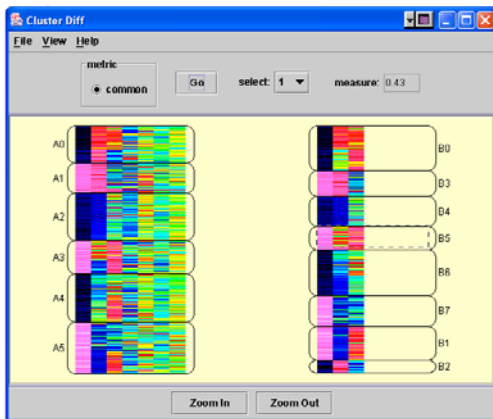 Cluster Diff
File View Help
metric
common
Go
select: 1
measure: 0.43
A0
A1
A2
A3
A4
A5
B0
B3
B4
B5
B6
B7
B1
B2
Zoom In
Zoom Out